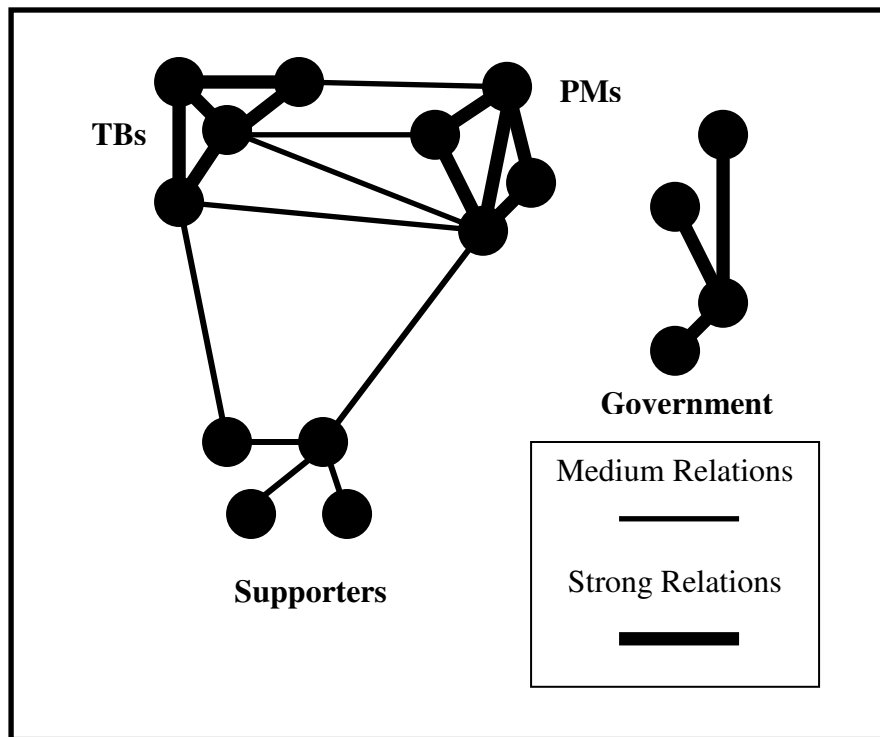 PMs
TBs
Government
Medium Relations
Strong Relations
Supporters